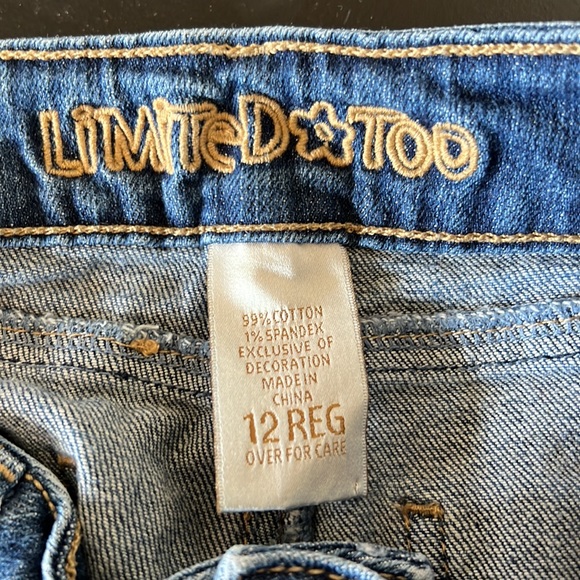 LiMiTeD TOO
99% COTTON
1% SPANDEX
EXCLUSIVE OF
DECORATION
MADE IN
CHINA
12 REG
OVER FOR CARE